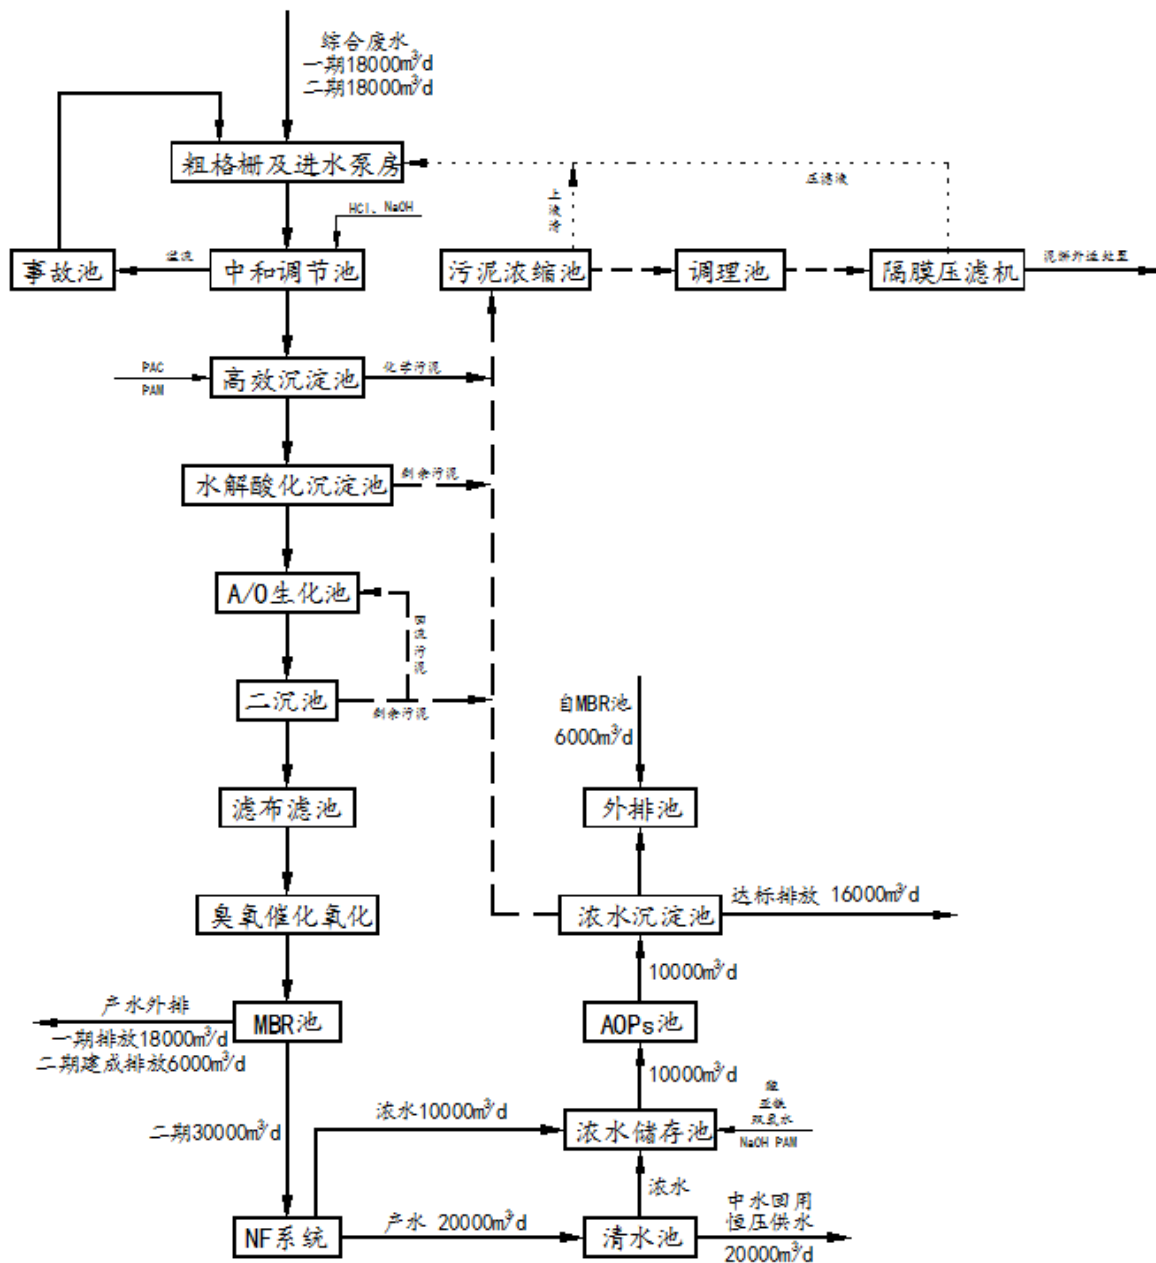 综合废水
一期18000m³/d
二期18000m³/d
粗格栅及进水泵房
压滤液
上
液
HCl、NaOH
事故池
溢流
中和调节池
污泥浓缩池
调理池
隔膜压滤机
泥饼外运处置
PAC
PAM
高效沉淀池
化学污泥
水解酸化沉淀池
剩余污泥
A/O生化池
回
流
污
泥
二沉池
剩余污泥
自MBR池
6000m³/d
滤布滤池
外排池
臭氧催化氧化
浓水沉淀池
达标排放 16000m³/d
10000m³/d
产水外排
MBR池
AOPs池
一期排放18000m³/d
二期建成排放6000m³/d
10000m³/d
二期30000m³/d
浓水10000m³/d
浓水储存池
亚铁
双氧水
NaOH PAM
浓水
中水回用
恒压供水
NF系统
产水 20000m³/d
清水池
20000m³/d